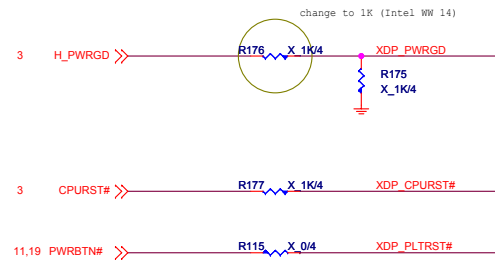 change to 1K (Intel WW 14)
3 H_PWRGD R176 X_1K/4 XDP_PWRGD
R175
X_1K/4
3 CPURST# R177 X_1K/4 XDP_CPURST#
11,19 PWRBTN# R115 X_0/4 XDP_PLTRST#